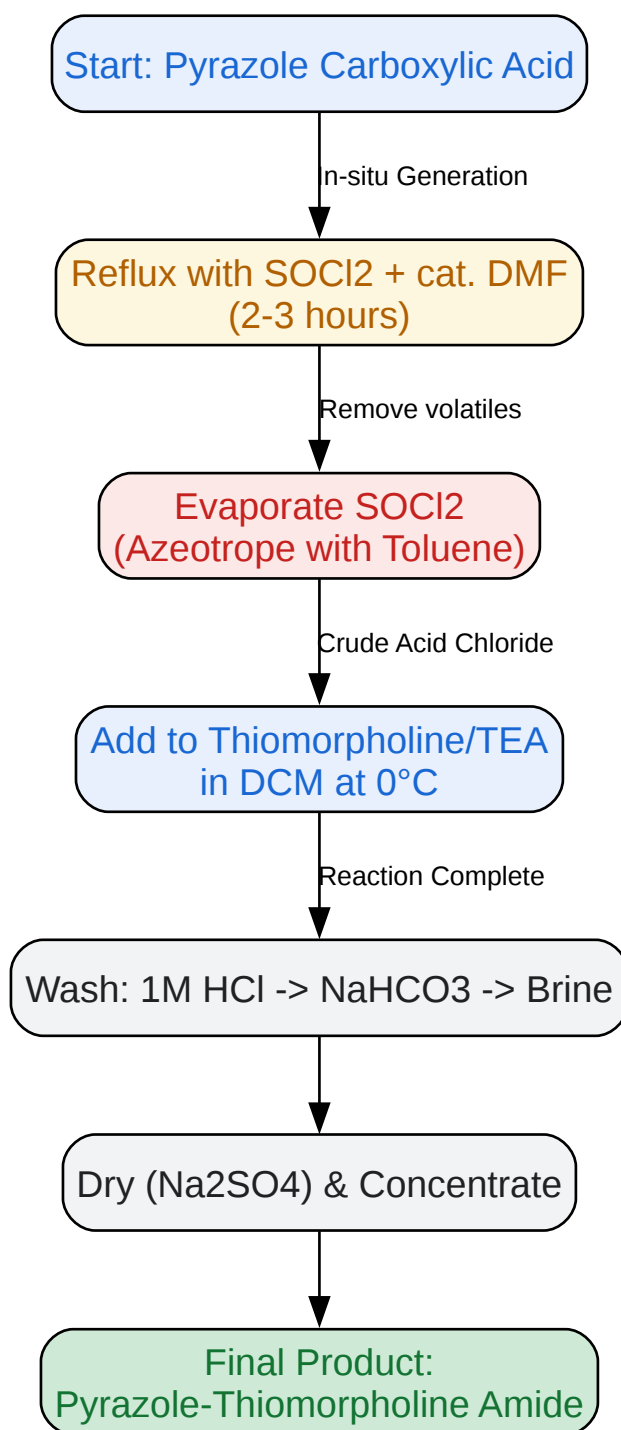 Start: Pyrazole Carboxylic Acid
In-situ Generation
Reflux with SOCl2 + cat. DMF
(2-3 hours)
Remove volatiles
Evaporate SOCl2
(Azeotrope with Toluene)
Crude Acid Chloride
Add to Thiomorpholine/TEA
in DCM at 0°C
Reaction Complete
Wash: 1M HCl -> NaHCO3 -> Brine
Dry (Na2SO4) & Concentrate
Final Product:
Pyrazole-Thiomorpholine Amide